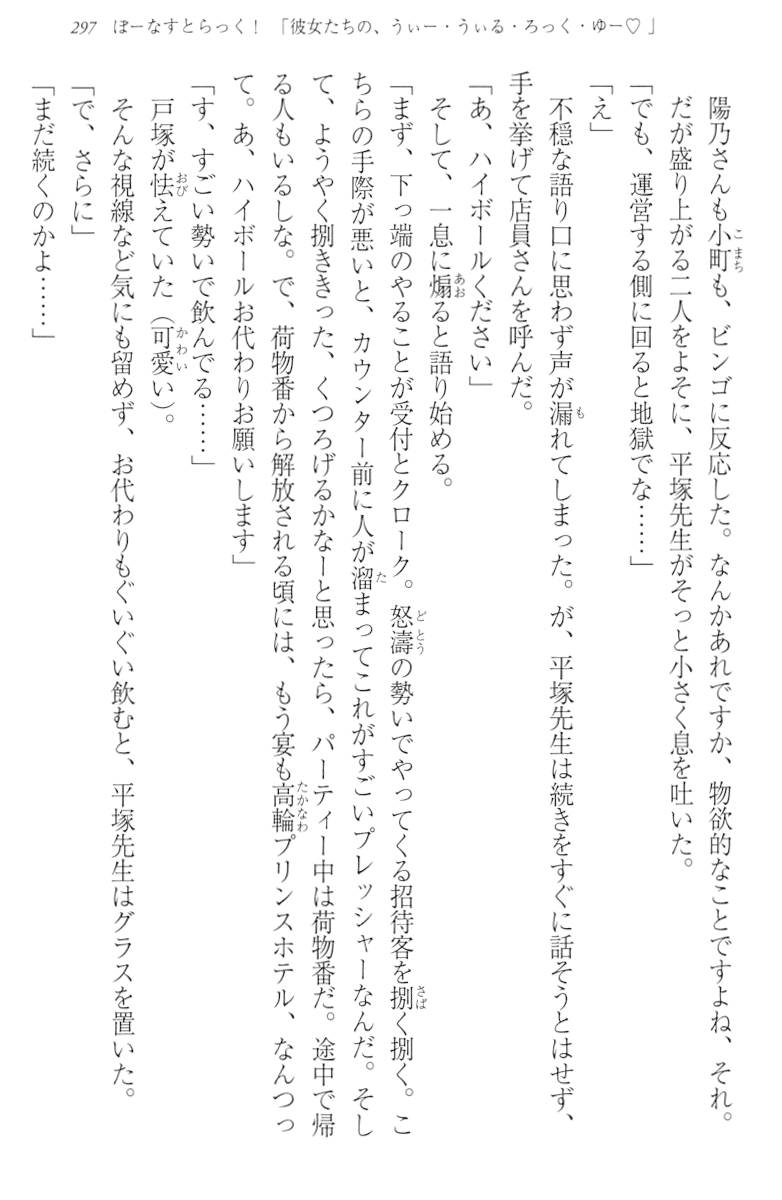 297　ぼーなすとらっく！　「彼女たちの、うぃー・うぃる・ろっく・ゆー♡」
陽乃さんも小町も、ビンゴに反応した。なんかあれですか、物欲的なことですよね、それ。
だが盛り上がる二人をよそに、平塚先生がそっと小さく息を吐いた。
「でも、運営する側に回ると地獄でな……」
「え」
不穏な語り口に思わず声が漏れてしまった。が、平塚先生は続きをすぐに話そうとはせず、
手を挙げて店員さんを呼んだ。
「あ、ハイボールください」
そして、一息に煽ると語り始める。
「まず、下っ端のやることが受付とクローク。怒濤の勢いでやってくる招待客を捌く捌く。こ
ちらの手際が悪いと、カウンター前に人が溜まってこれがすごいプレッシャーなんだ。そし
て、ようやく捌ききった、くつろげるかなーと思ったら、パーティー中は荷物番だ。途中で帰
る人もいるしな。で、荷物番から解放される頃には、もう宴も高輪プリンスホテル、なんつっ
て。あ、ハイボールお代わりお願いします」
「す、すごい勢いで飲んでる……」
戸塚が怯えていた（可愛い）。
そんな視線など気にも留めず、お代わりもぐいぐい飲むと、平塚先生はグラスを置いた。
「で、さらに」
「まだ続くのかよ……」